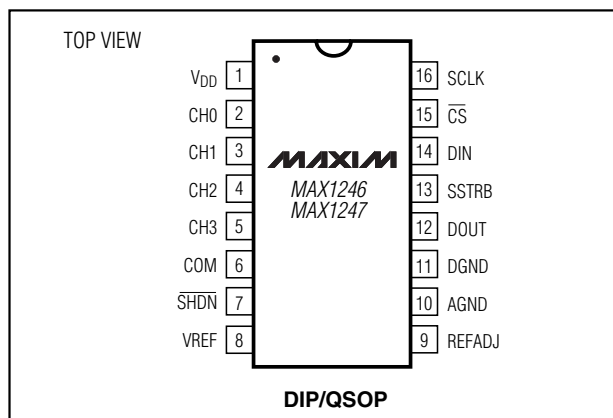 TOP VIEW
VDD 1
CH0 2
CH1 3
CH2 4
CH3 5
COM 6
SHDN 7
VREF 8
MAXIM
MAX1246
MAX1247
16 SCLK
15 CS
14 DIN
13 SSTRB
12 DOUT
11 DGND
10 AGND
9 REFADJ
DIP/QSOP